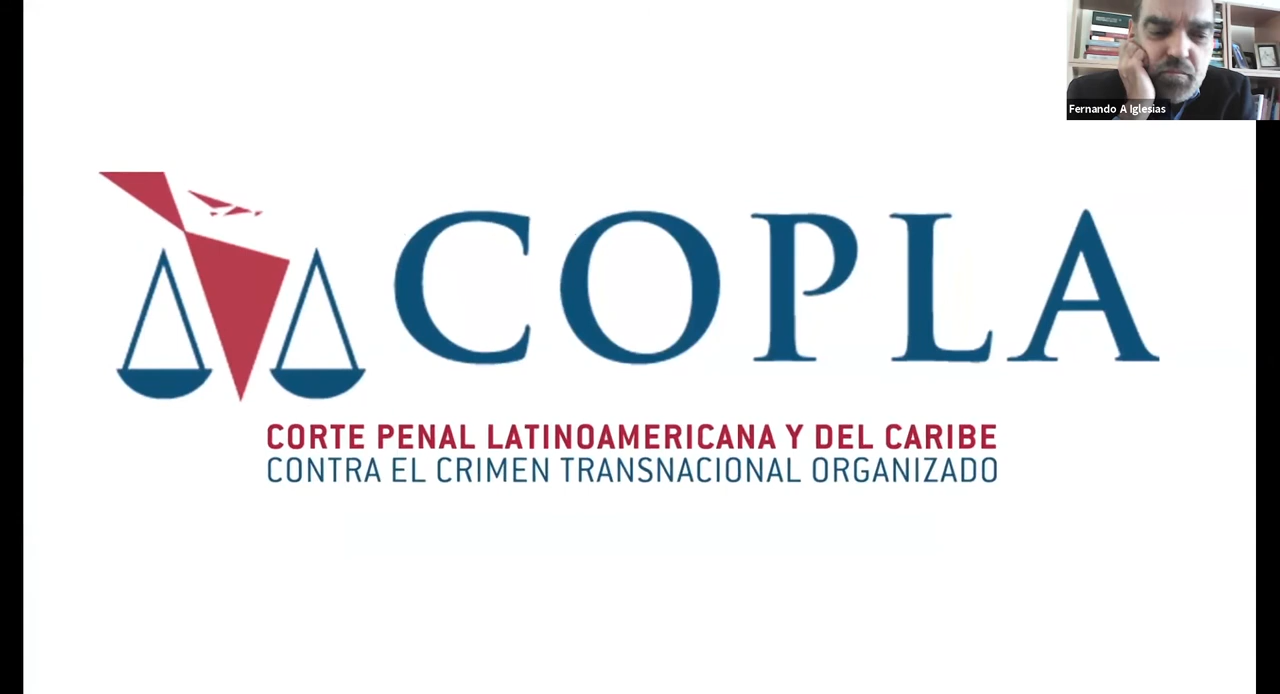 Fernando A Iglesias
COPLA
CORTE PENAL LATINOAMERICANA Y DEL CARIBE
CONTRA EL CRIMEN TRANSNACIONAL ORGANIZADO